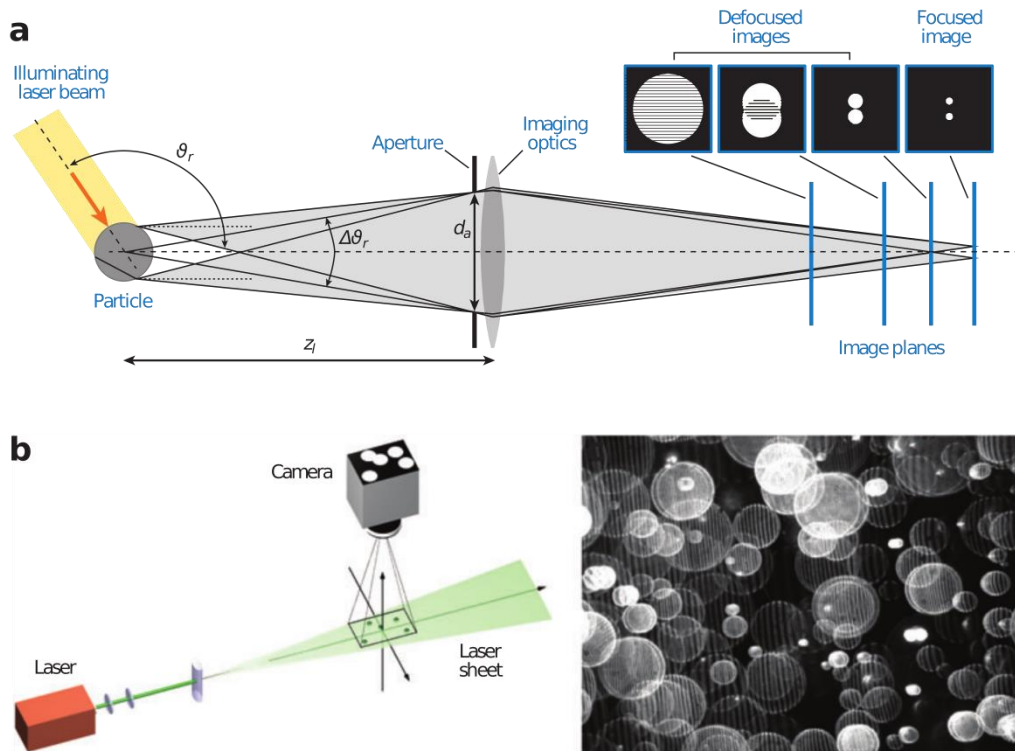 a
Defocused
images
Focused
image
Illuminating
laser beam
ϑr
Aperture
Imaging
optics
Δϑr
da
Particle
zl
Image planes
b
Camera
Laser
sheet
Laser